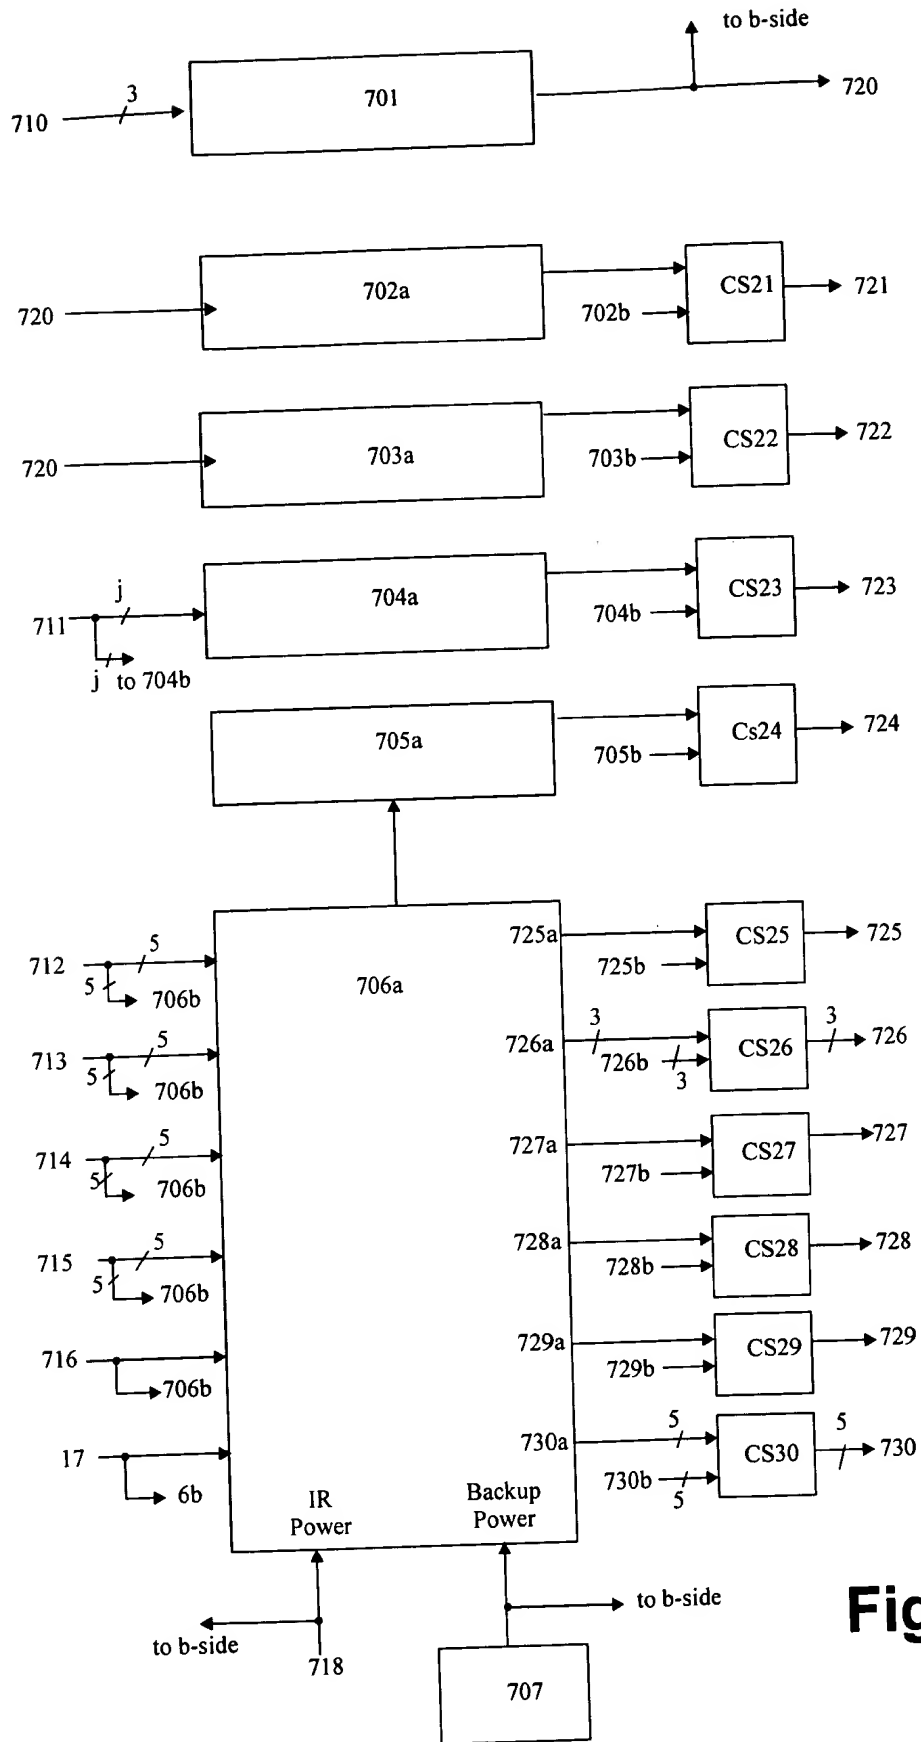 to b-side
710
3
701
720
720
702a
702b
CS21
721
720
703a
703b
CS22
722
711
j
j to 704b
704a
704b
CS23
723
705a
705b
Cs24
724
706a
712
5
5
706b
725a
725b
CS25
725
713
5
5
706b
726a
3
726b
3
CS26
3
726
714
5
5
706b
727a
727b
CS27
727
715
5
5
706b
728a
728b
CS28
728
716
706b
729a
729b
CS29
729
17
6b
730a
5
730b
5
CS30
5
730
IR
Power
Backup
Power
to b-side
718
to b-side
707
Fig